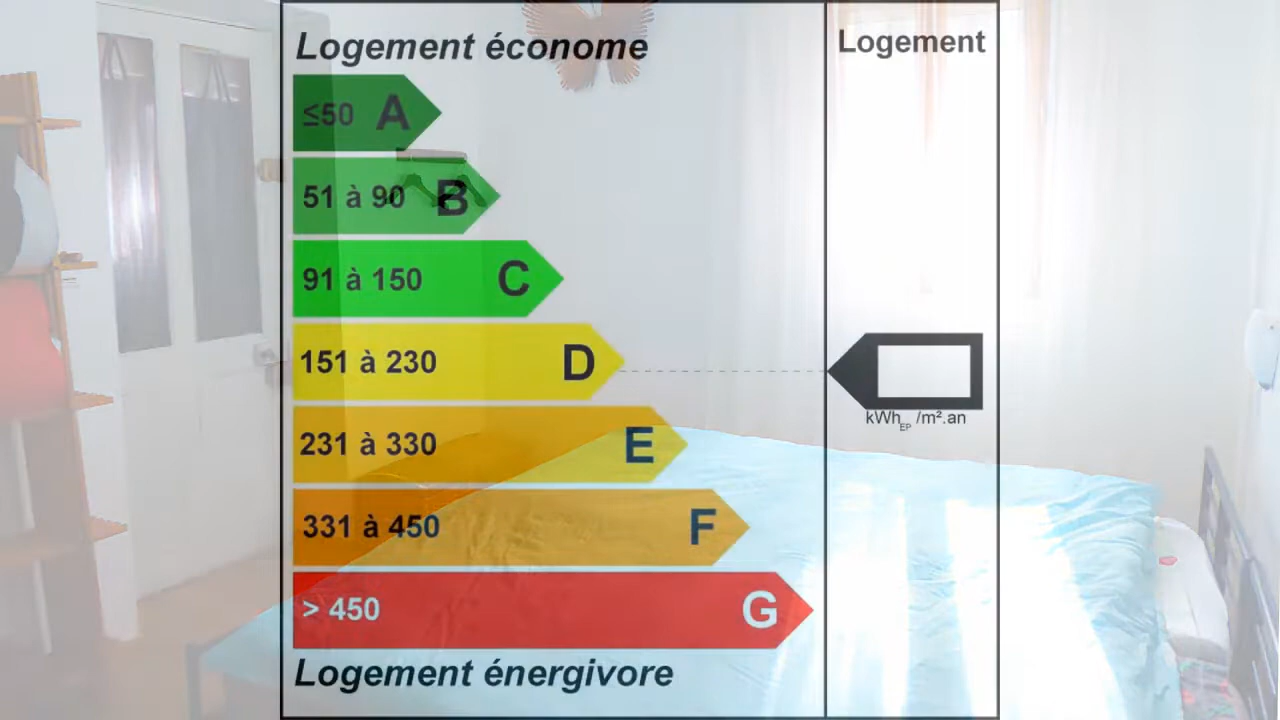 Logement économe
Logement
≤50 A
51 à 90 B
91 à 150 C
151 à 230 D
kWhEP /m².an
231 à 330 E
331 à 450 F
> 450 G
Logement énergivore